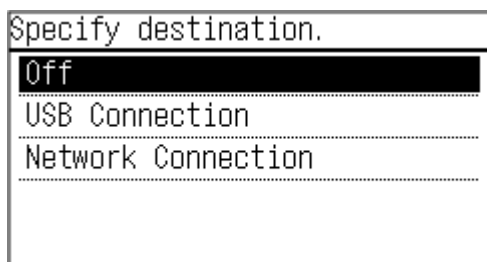 Specify destination.
Off
USB Connection
Network Connection